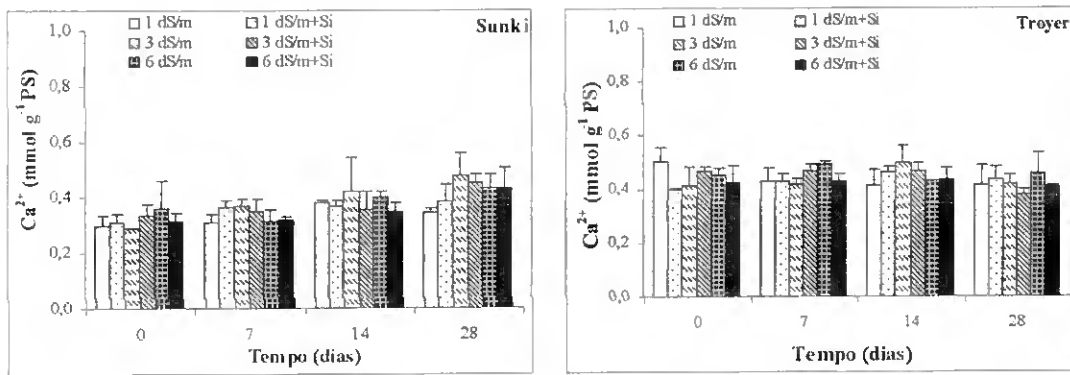 Sunki
1 dS/m
1 dS/m+Si
3 dS/m
3 dS/m+Si
6 dS/m
6 dS/m+Si
Ca²⁺ (mmol g⁻¹ PS)
1,0
0,8
0,6
0,4
0,2
0,0
0 7 14 28
Tempo (dias)
Troyer
1 dS/m
1 dS/m+Si
3 dS/m
3 dS/m+Si
6 dS/m
6 dS/m+Si
Ca²⁺ (mmol g⁻¹ PS)
1,0
0,8
0,6
0,4
0,2
0,0
0 7 14 28
Tempo (dias)